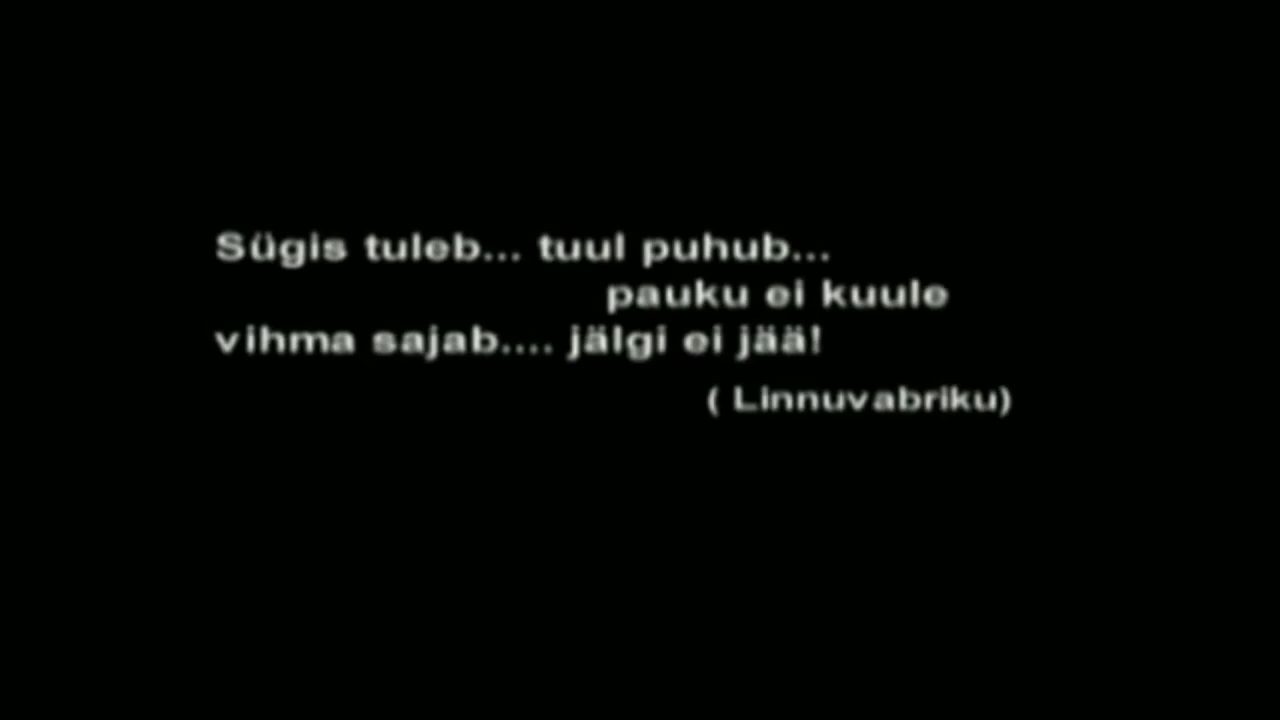 Sügis tuleb... tuul puhub...
pauku ei kuule
vihma sajab.... jälgi ei jää!
( Linnuvabriku)